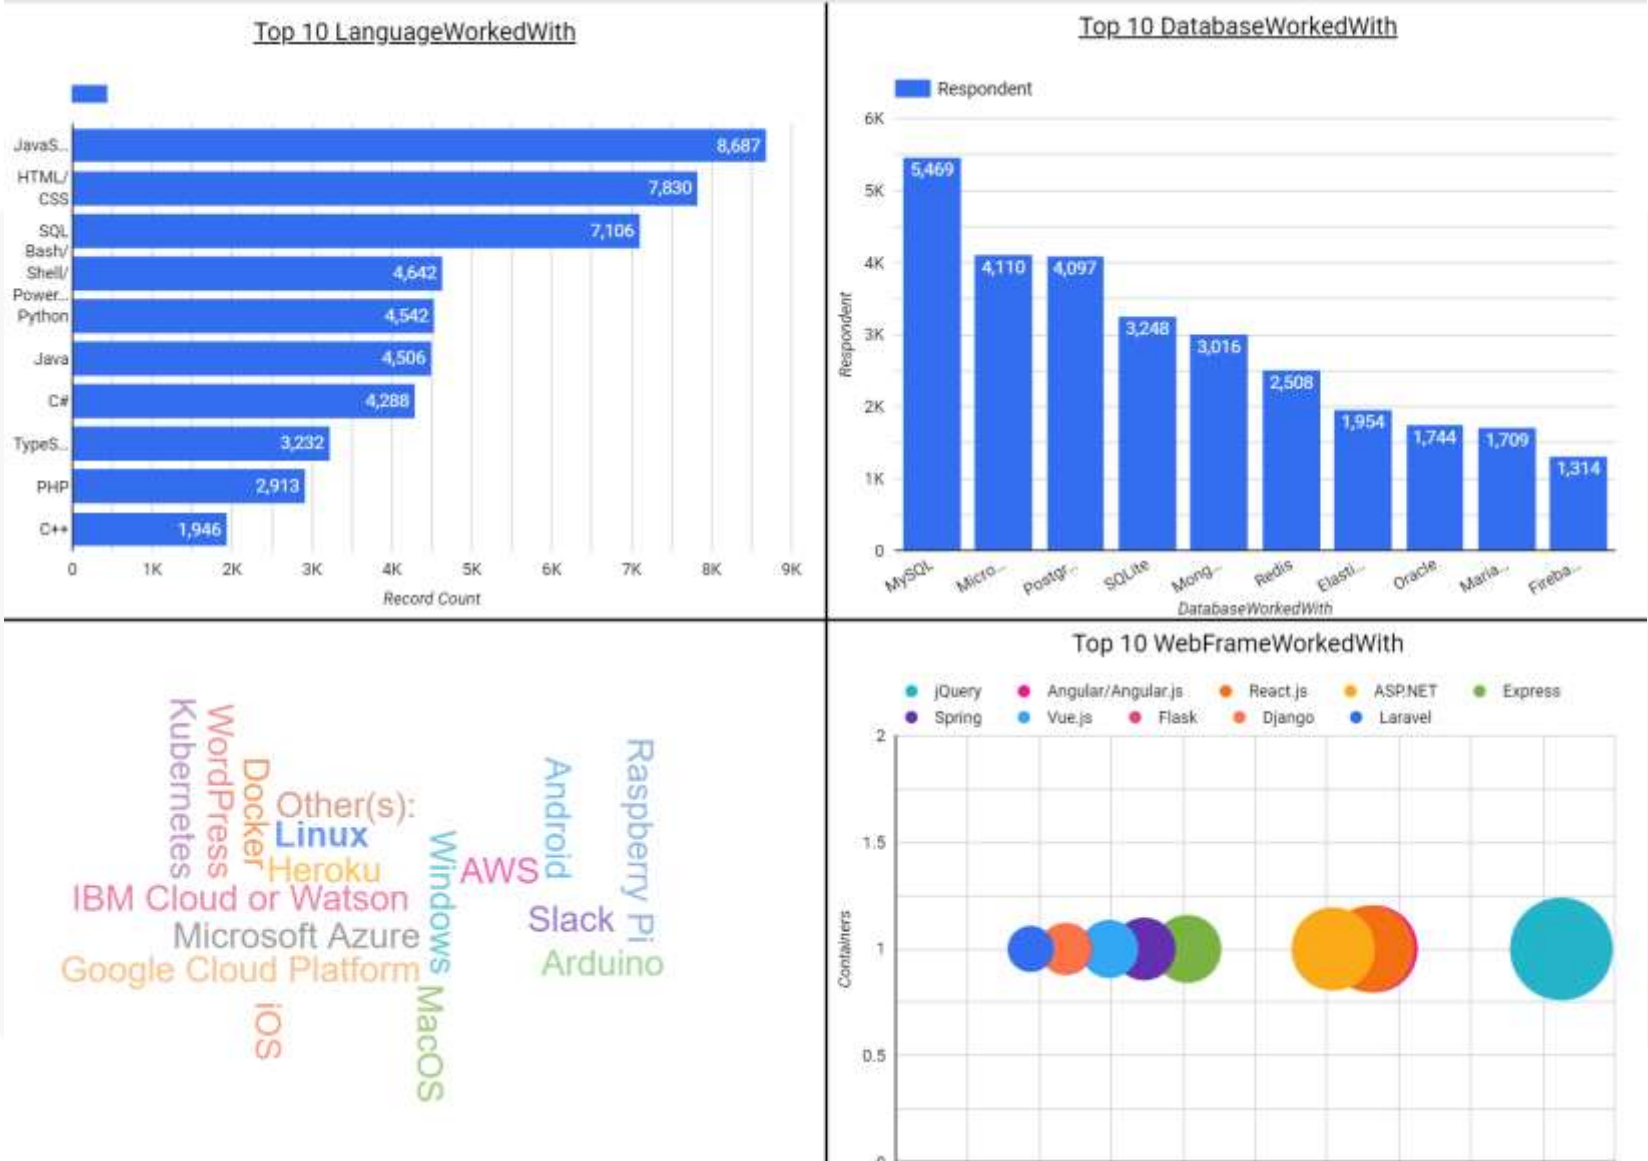 Top 10 LanguageWorkedWith
JavaS...
8,687
HTML/
CSS
7,830
SQL
7,106
Bash/
Shell/
Power...
4,642
Python
4,542
Java
4,506
C#
4,288
TypeS...
3,232
PHP
2,913
C++
1,946
0 1K 2K 3K 4K 5K 6K 7K 8K 9K
Record Count
Top 10 DatabaseWorkedWith
Respondent
6K
5K
4K
3K
2K
1K
0
Respondent
5,469
4,110
4,097
3,248
3,016
2,508
1,954
1,744
1,709
1,314
MySQL Micro... Postgr... SQLite Mong... Redis Elasti... Oracle Maria... Fireba...
DatabaseWorkedWith
Kubernetes
WordPress
Docker
Other(s):
Linux
Heroku
IBM Cloud or Watson
Microsoft Azure
Google Cloud Platform
iOS
Windows
MacOS
AWS
Android
Raspberry Pi
Slack
Arduino
Top 10 WebFrameWorkedWith
jQuery Angular/Angular.js React.js ASP.NET Express
Spring Vue.js Flask Django Laravel
2
1.5
1
0.5
Containers